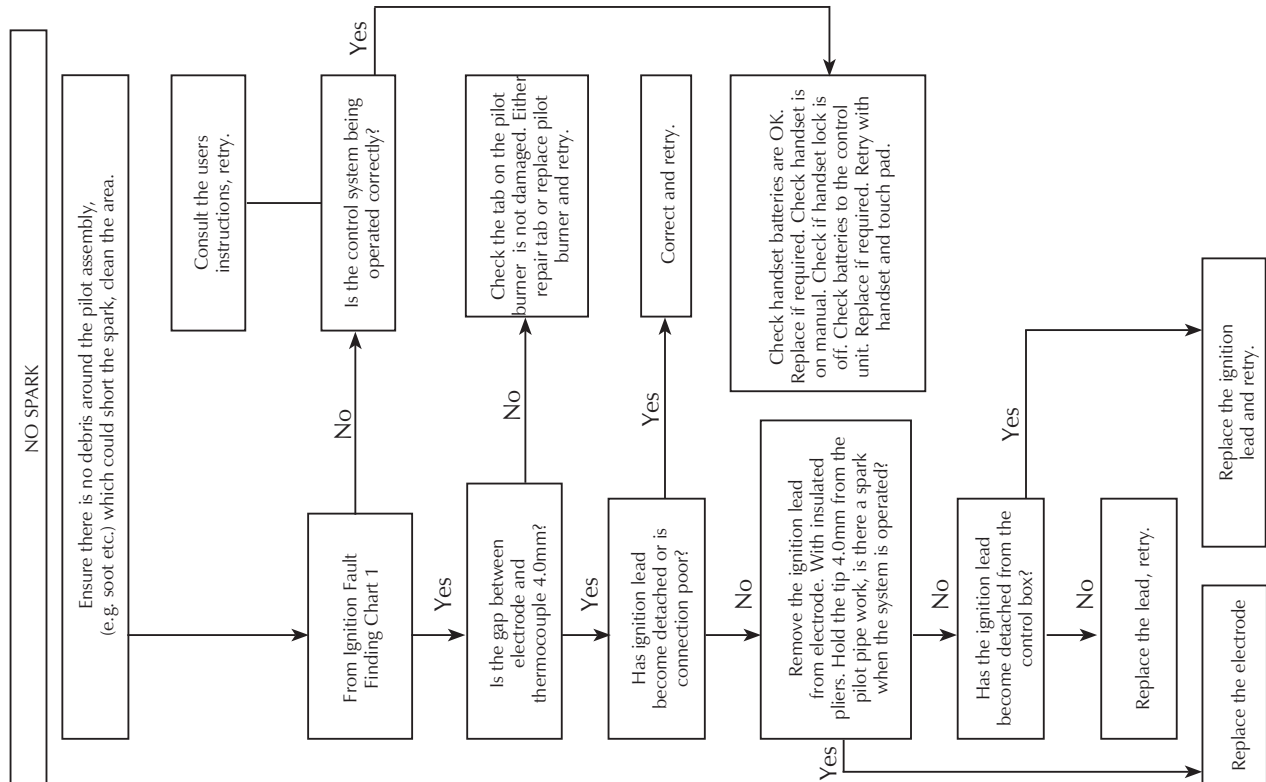 NO SPARK
Ensure there is no debris around the pilot assembly,
(e.g. soot etc.) which could short the spark, clean the area.
Consult the users
instructions, retry.
From Ignition Fault
Finding Chart 1
No
Is the control system being
operated correctly?
Yes
Yes
Is the gap between
electrode and
thermocouple 4.0mm?
No
Check the tab on the pilot
burner is not damaged. Either
repair tab or replace pilot
burner and retry.
Yes
Has ignition lead
become detached or is
connection poor?
Yes
Correct and retry.
No
Remove the ignition lead
from electrode. With insulated
pliers. Hold the tip 4.0mm from the
pilot pipe work, is there a spark
when the system is operated?
Check handset batteries are OK.
Replace if required. Check handset is
on manual. Check if handset lock is
off. Check batteries to the control
unit. Replace if required. Retry with
handset and touch pad.
Yes
No
Has the ignition lead
become detached from the
control box?
Yes
No
Replace the lead, retry.
Replace the electrode
Replace the ignition
lead and retry.